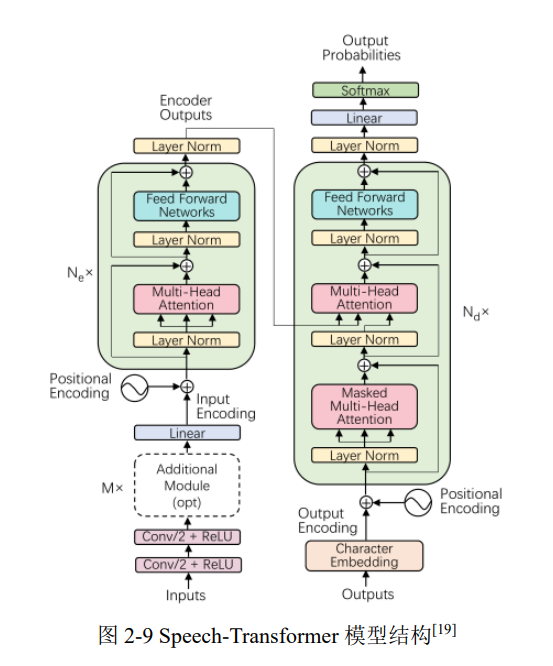 Output
Probabilities
Softmax
Linear
Layer Norm
Feed Forward
Networks
Layer Norm
Multi-Head
Attention
Layer Norm
Masked
Multi-Head
Attention
Layer Norm
Nd×
Positional
Encoding
Output
Encoding
Character
Embedding
Outputs
Encoder
Outputs
Layer Norm
Feed Forward
Networks
Layer Norm
Ne×
Multi-Head
Attention
Layer Norm
Positional
Encoding
Input
Encoding
Linear
M×
Additional
Module
(opt)
Conv/2 + ReLU
Conv/2 + ReLU
Inputs
图 2-9 Speech-Transformer 模型结构[19]